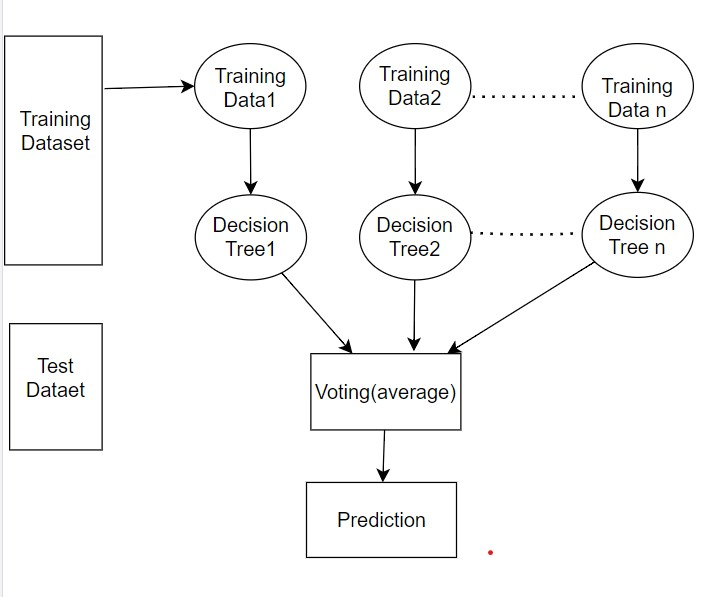 Training
Dataset
Training
Data1
Training
Data2
Training
Data n
Decision
Tree1
Decision
Tree2
Decision
Tree n
Test
Dataet
Voting(average)
Prediction